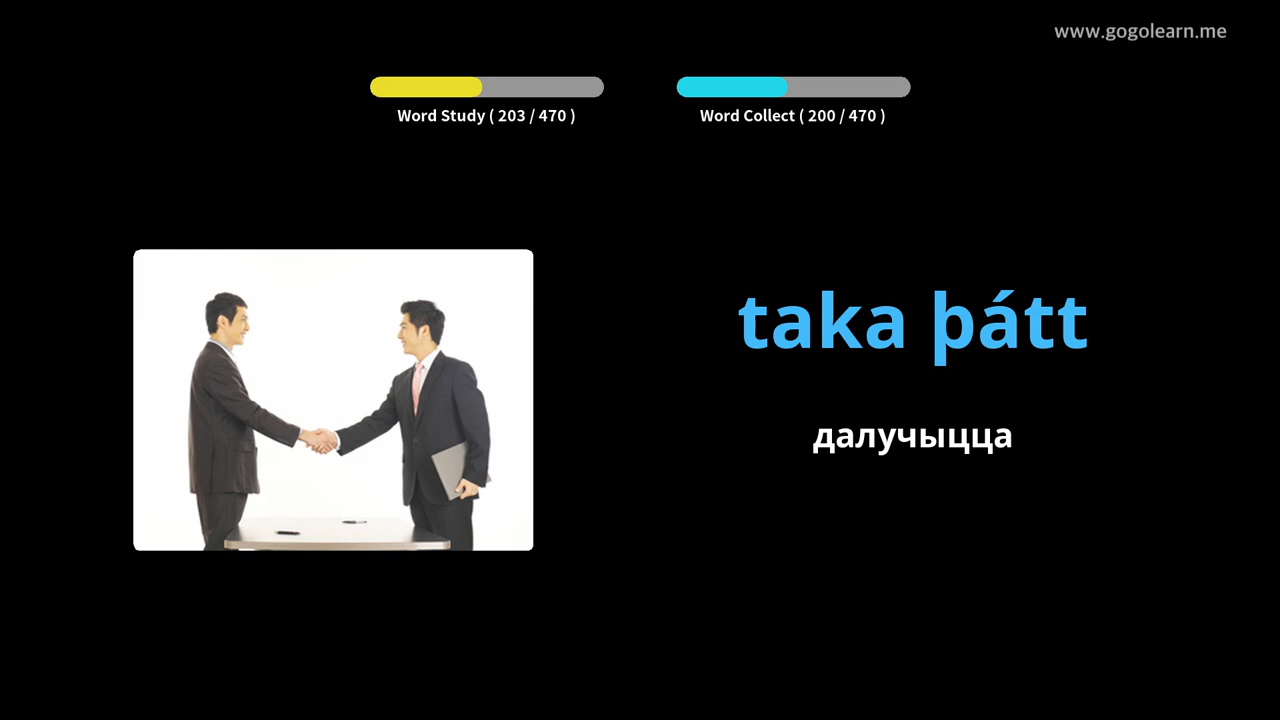 www.gogolearn.me
Word Study ( 203 / 470 )
Word Collect ( 200 / 470 )
taka þátt
далучыцца